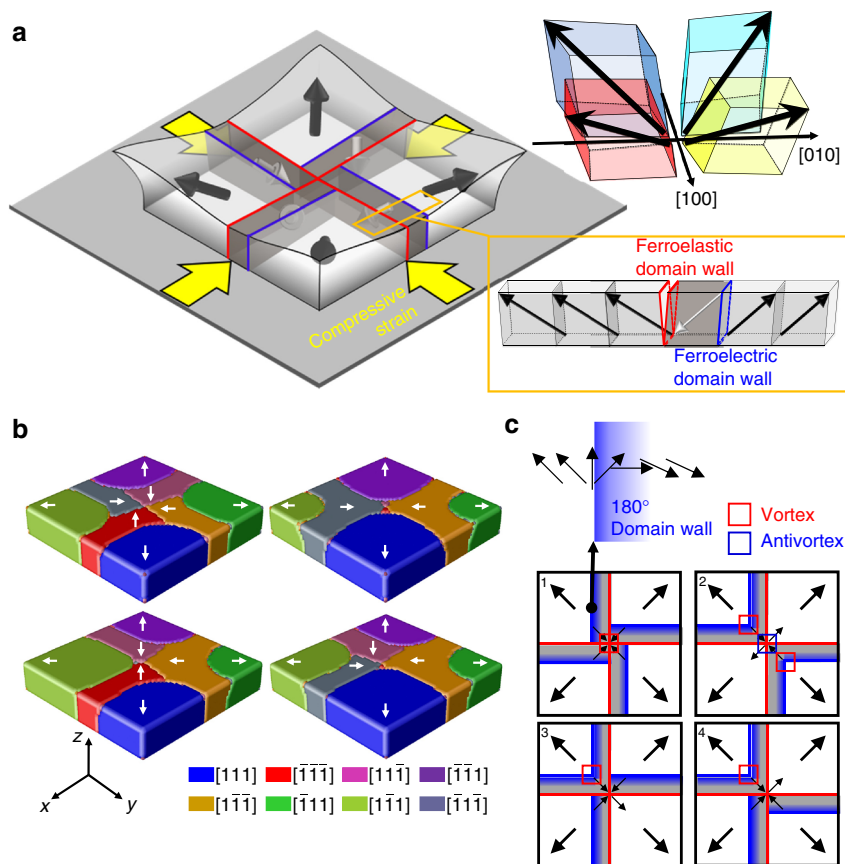 a
[010]
[100]
Ferroelastic
domain wall
Compressive
strain
Ferroelectric
domain wall
b
c
180°
Domain wall
Vortex
Antivortex
1
2
3
4
z
x
y
[111]
[1̅1̅1̅]
[111̅]
[1̅1̅1]
[11̅1̅]
[1̅11]
[11̅1]
[1̅11̅]